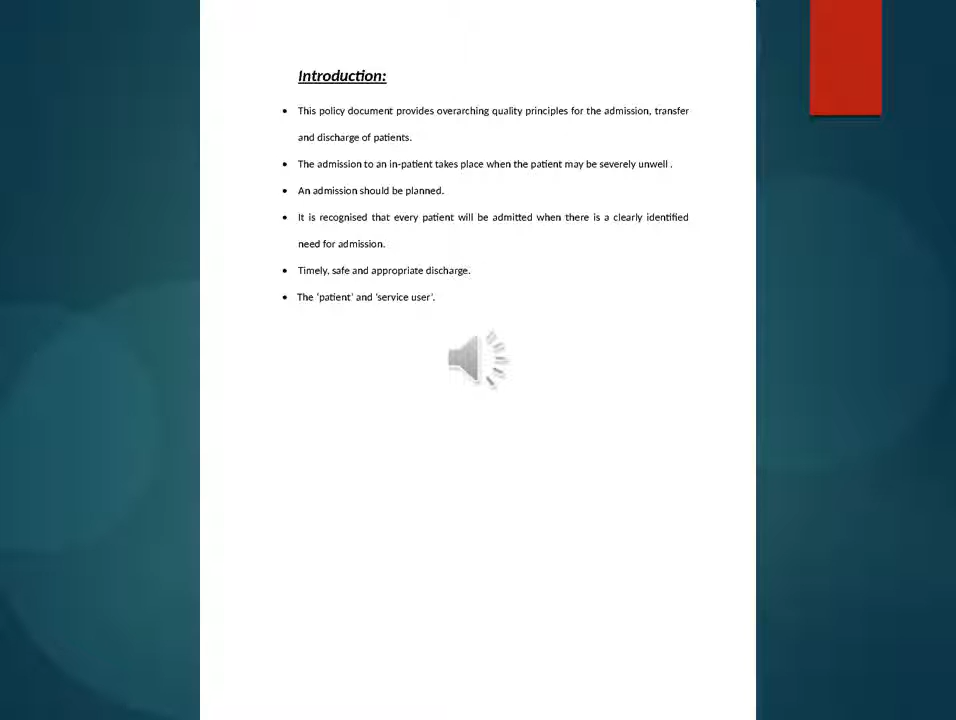 Introduction:
• This policy document provides overarching quality principles for the admission, transfer
and discharge of patients.
• The admission to an in-patient takes place when the patient may be severely unwell .
• An admission should be planned.
• It is recognised that every patient will be admitted when there is a clearly identified
need for admission.
• Timely, safe and appropriate discharge.
• The ‘patient’ and ‘service user’.